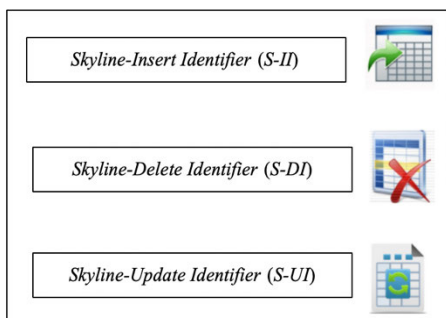 Skyline-Insert Identifier (S-II)
Skyline-Delete Identifier (S-DI)
Skyline-Update Identifier (S-UI)